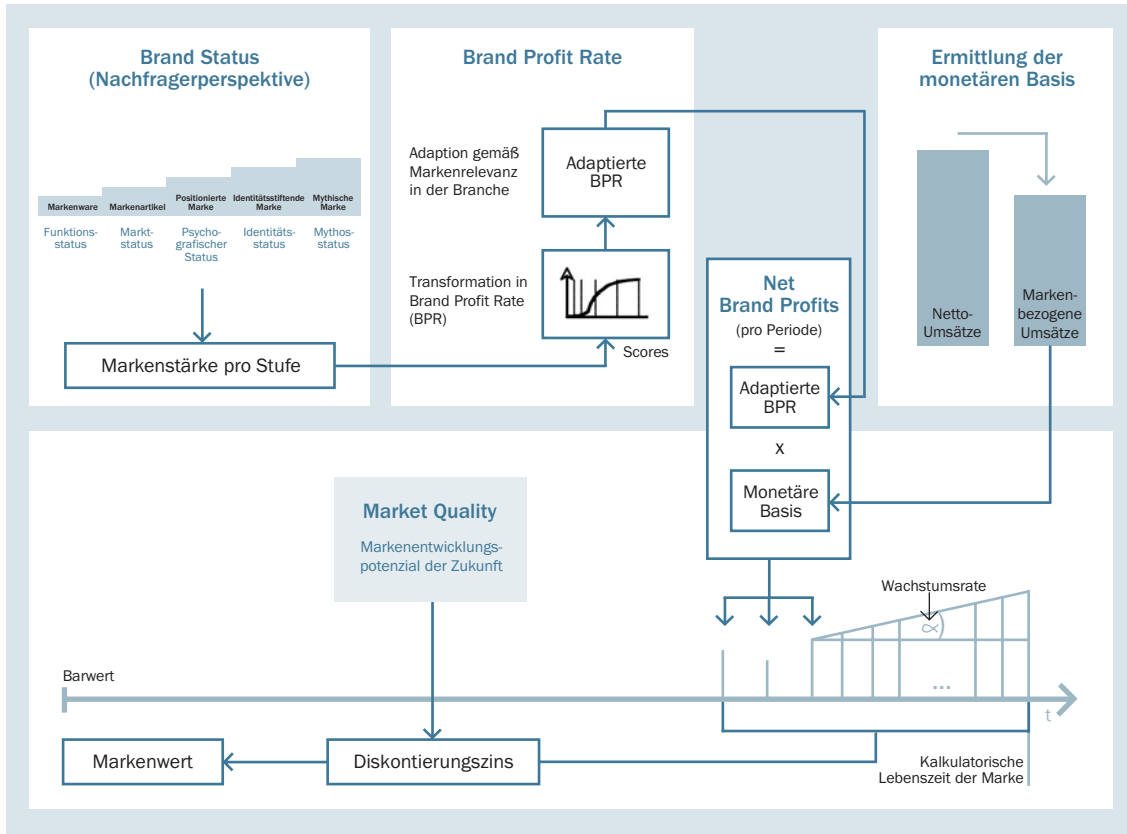 Brand Status
(Nachfragerperspektive)
Markenware
Markenartikel
Positionierte
Marke
Identitätsstiftende
Marke
Mythische
Marke
Funktions-
status
Markt-
status
Psycho-
grafischer
Status
Identitäts-
status
Mythos-
status
Markenstärke pro Stufe
Brand Profit Rate
Adaption gemäß
Markenrelevanz
in der Branche
Adaptierte
BPR
Transformation in
Brand Profit Rate
(BPR)
Scores
Net
Brand Profits
(pro Periode)
=
Adaptierte
BPR
x
Monetäre
Basis
Ermittlung der
monetären Basis
Netto-
Umsätze
Marken-
bezogene
Umsätze
Market Quality
Markenentwicklungs-
potenzial der Zukunft
Wachstumsrate
α
...
Barwert
t
Markenwert
Diskontierungszins
Kalkulatorische
Lebenszeit der Marke